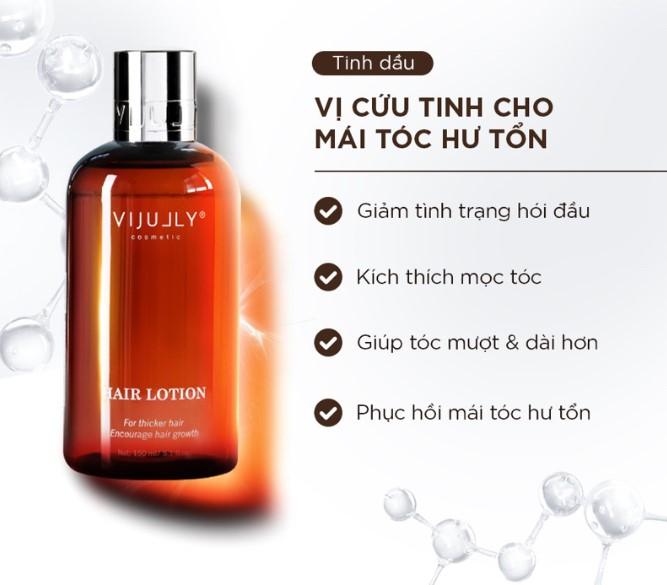 VIJULLY®
cosmetic
HAIR LOTION
For thicker hair
Encourage hair growth
Tinh dầu
VỊ CỨU TINH CHO
MÁI TÓC HƯ TỔN
Giảm tình trạng hói đầu
Kích thích mọc tóc
Giúp tóc mượt & dài hơn
Phục hồi mái tóc hư tổn